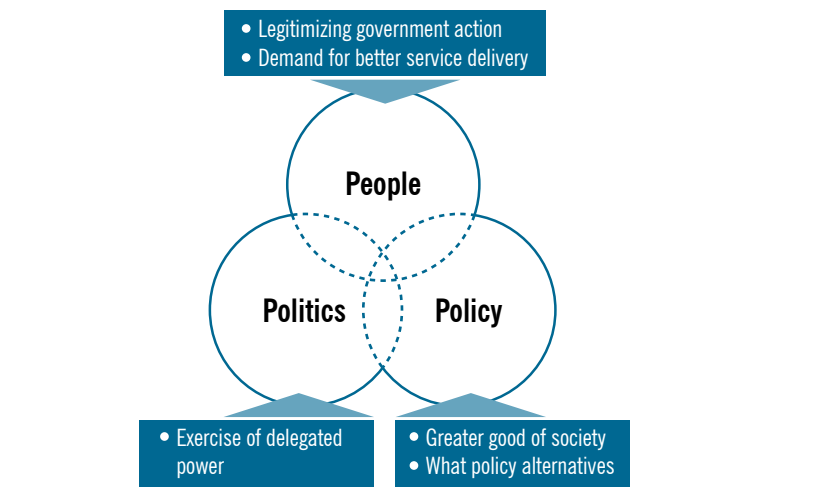 • Legitimizing government action
• Demand for better service delivery
People
Politics
Policy
• Exercise of delegated
power
• Greater good of society
• What policy alternatives